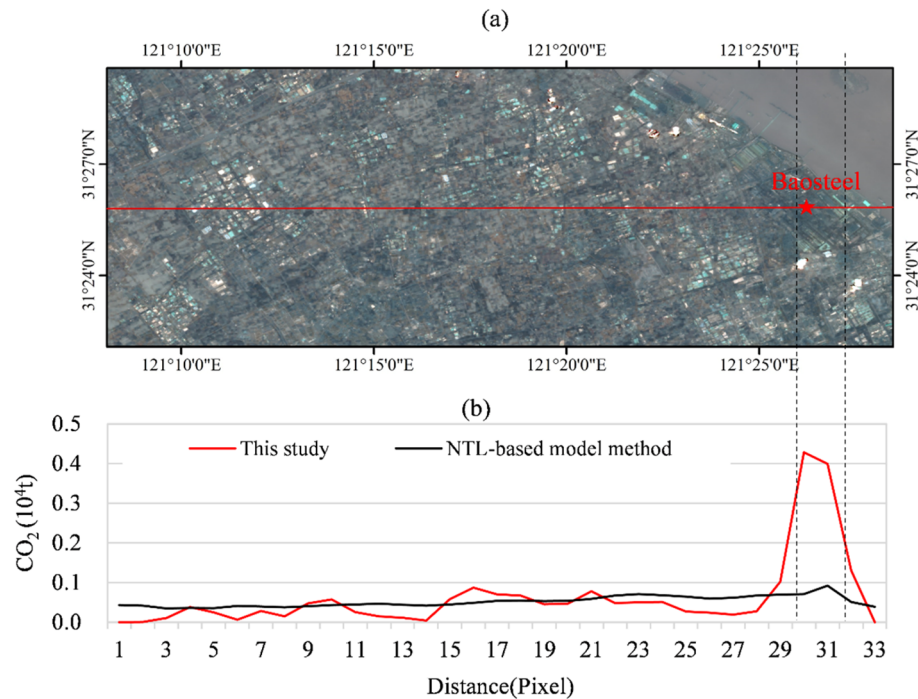 (a)
121°10'0"E 121°15'0"E 121°20'0"E 121°25'0"E
31°27'0"N 31°27'0"N
Baosteel
31°24'0"N 31°24'0"N
121°10'0"E 121°15'0"E 121°20'0"E 121°25'0"E
(b)
0.5
This study NTL-based model method
0.4
0.3
CO₂ (10⁴t)
0.2
0.1
0.0
1 3 5 7 9 11 13 15 17 19 21 23 25 27 29 31 33
Distance(Pixel)